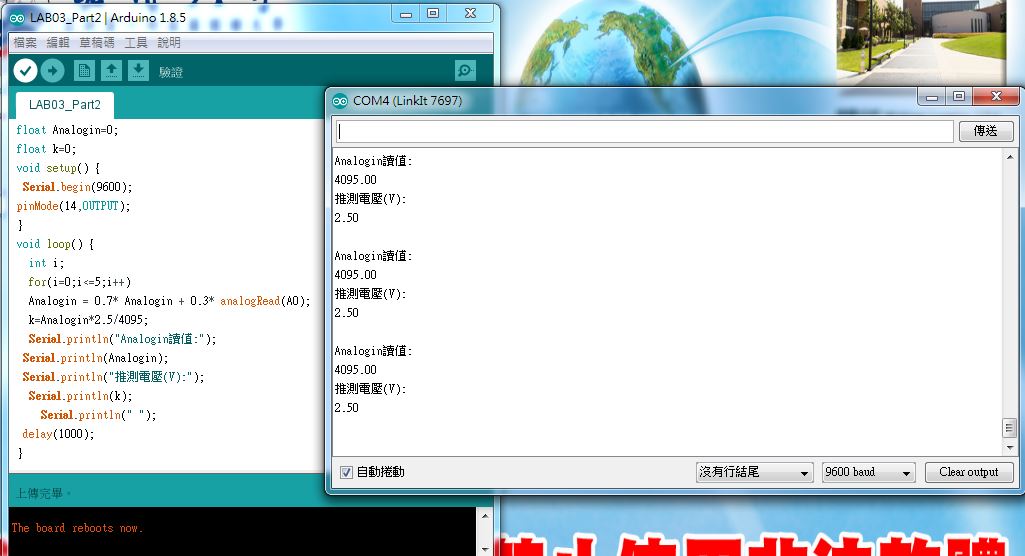 LAB03_Part2 | Arduino 1.8.5
檔案 編輯 草稿碼 工具 說明
驗證
LAB03_Part2
float Analogin=0;
float k=0;
void setup() {
Serial.begin(9600);
pinMode(14,OUTPUT);
}
void loop() {
int i;
for(i=0;i<=5;i++)
Analogin = 0.7* Analogin + 0.3* analogRead(A0);
k=Analogin*2.5/4095;
Serial.println("Analogin讀值:");
Serial.println(Analogin);
Serial.println("推測電壓(V):");
Serial.println(k);
Serial.println(" ");
delay(1000);
}
上傳完畢。
The board reboots now.
COM4 (LinkIt 7697)
傳送
Analogin讀值:
4095.00
推測電壓(V):
2.50
Analogin讀值:
4095.00
推測電壓(V):
2.50
Analogin讀值:
4095.00
推測電壓(V):
2.50
自動捲動
沒有行結尾
9600 baud
Clear output